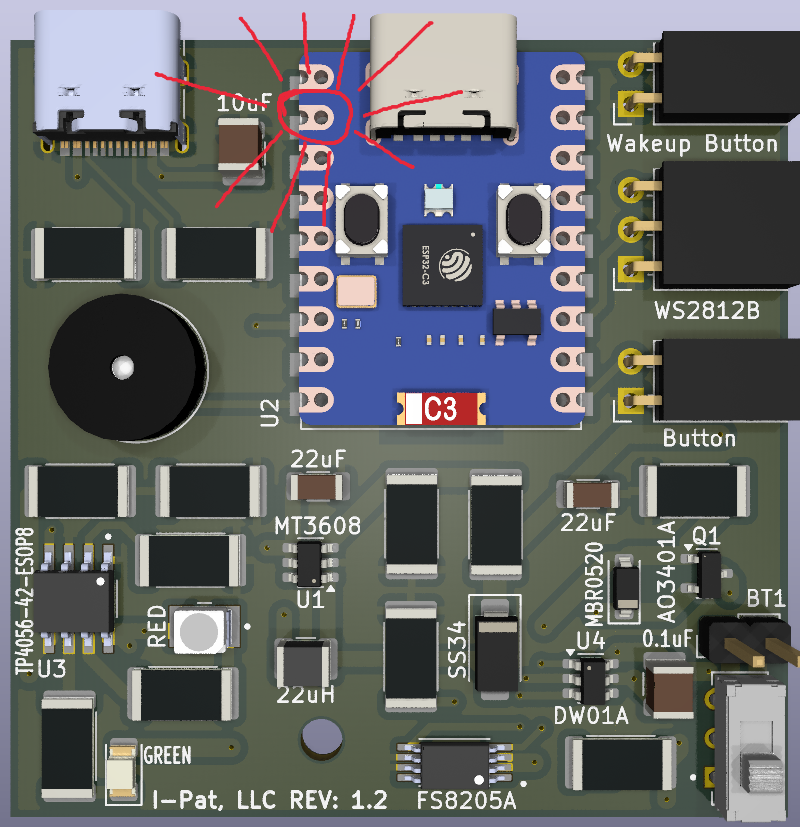 10uF
Wakeup Button
ESP32-C3
WS2812B
C3
U2
Button
22uF
MT3608
U1
22uF
MBR0520
AO3401A
Q1
BT1
TP4056-42-ESOP8
U3
RED
22uH
SS34
U4
0.1uF
DW01A
GREEN
I-Pat, LLC REV: 1.2
FS8205A